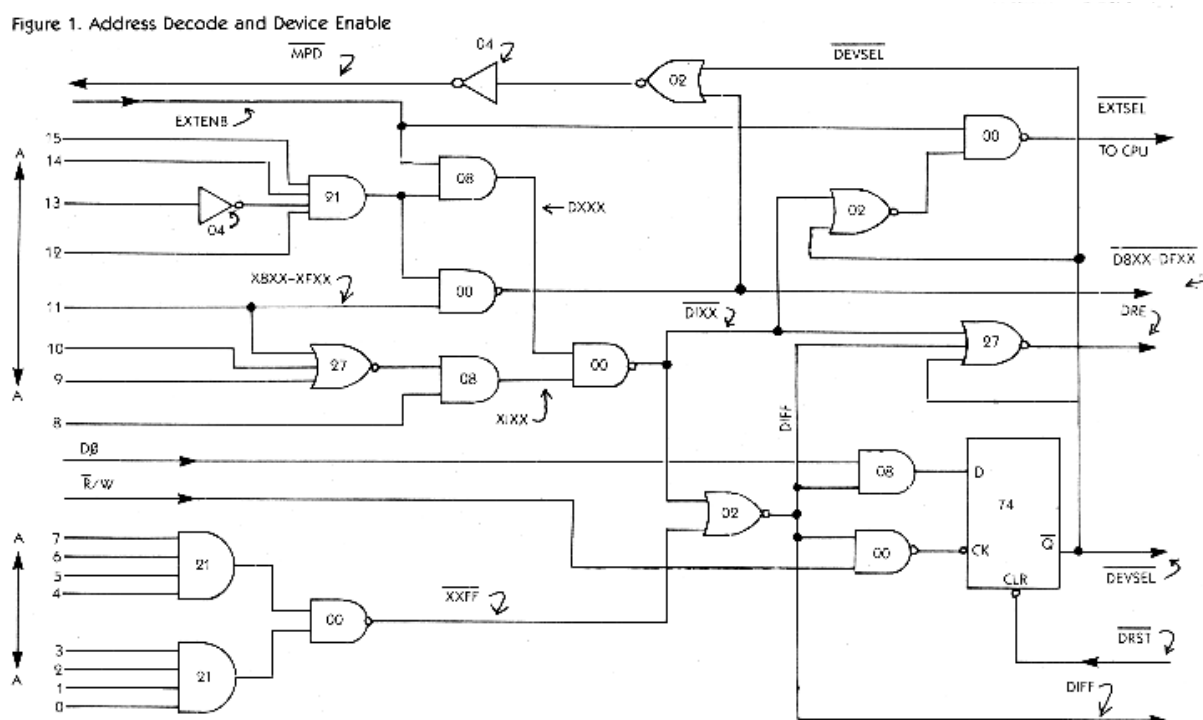 Figure 1. Address Decode and Device Enable
MPD
04
02
DEVSEL
EXTENB
EXTSEL
00
TO CPU
A
15
14
13
12
04
21
08
DXXX
02
X8XX-XFXX
00
D8XX-DFXX
11
D1XX
DRE
10
9
27
08
00
27
8
X1XX
A
DIFF
DØ
R/W
08
D
74
02
00
CK
Q
CLR
DEVSEL
A
7
6
5
4
21
00
XXFF
3
2
1
0
21
A
DRST
DIFF